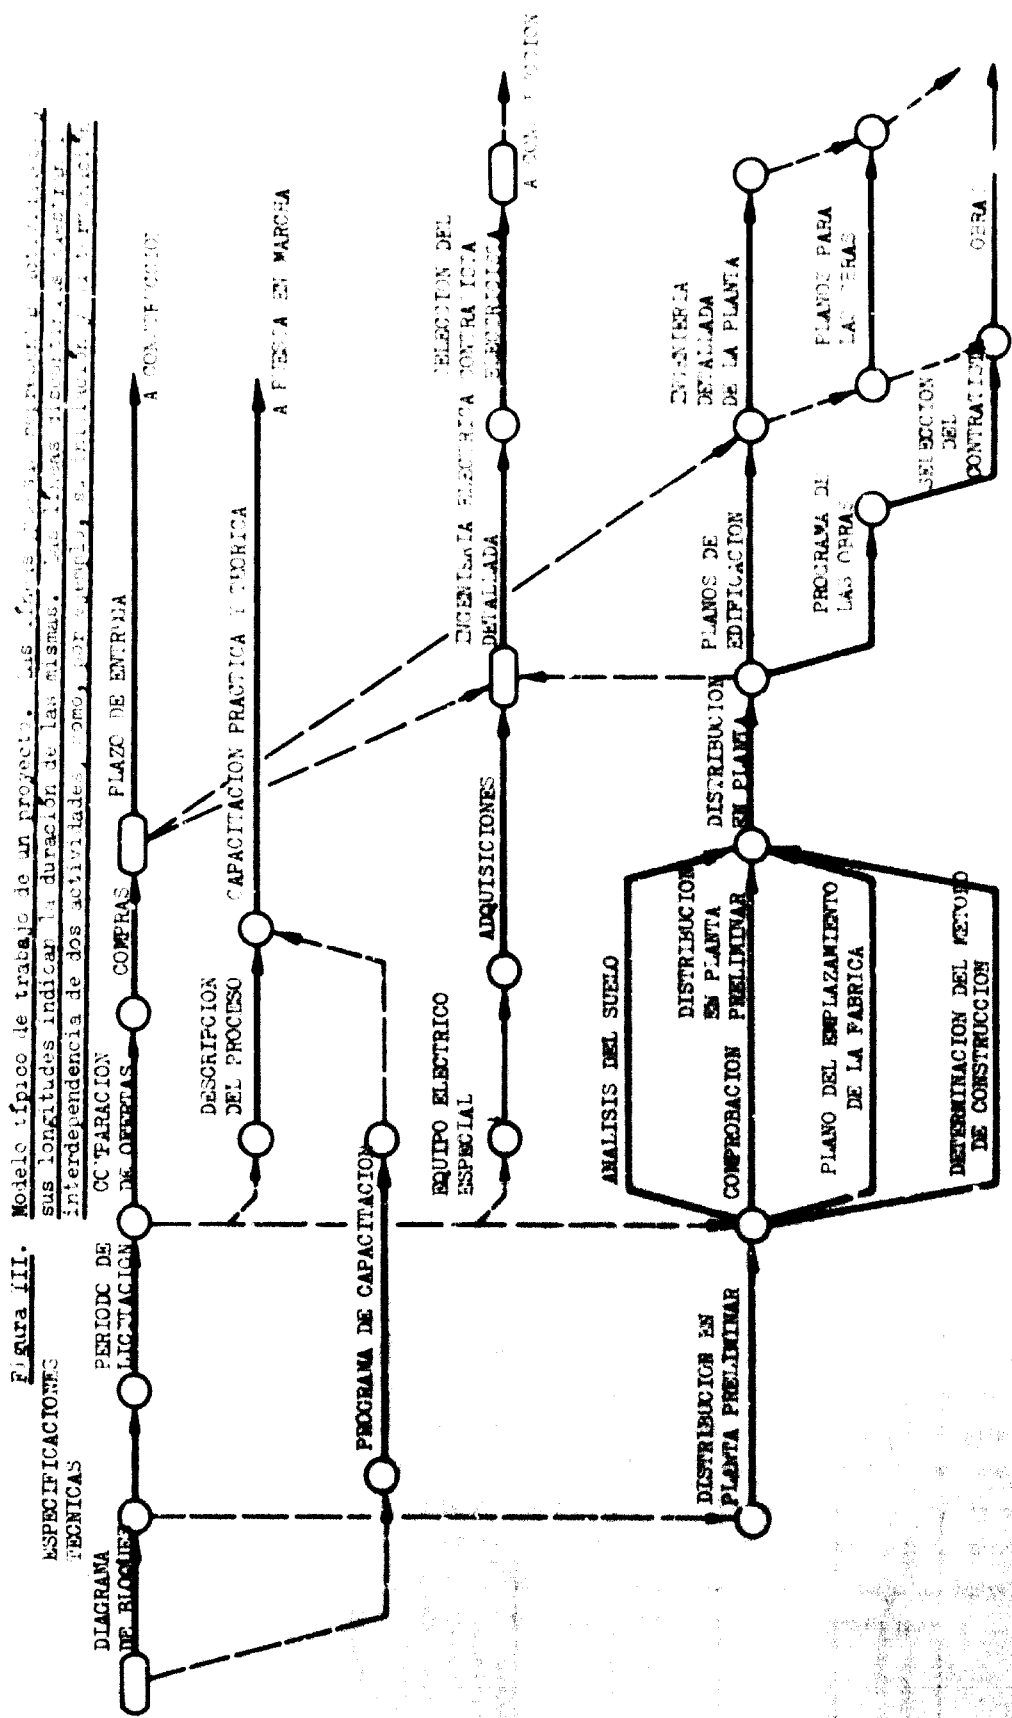 Figura III. Modelo típico de trabajo de un proyecto.
sus longitudes indican la duración de las mismas. Las líneas
interdependencia de dos actividades, como, por ejemplo,
ESPECIFICACIONES
TECNICAS
DIAGRAMA
DE BLOQUES
PERIODO DE
LICITACION
COMPARACION
DE OFERTAS
COMPRAS
PLAZO DE ENTREGA
A CONSTRUCCION
DESCRIPCION
DEL PROCESO
CAPACITACION PRACTICA Y TEORICA
A PUESTA EN MARCHA
PROGRAMA DE CAPACITACION
EQUIPO ELECTRICO
ESPECIAL
ADQUISICIONES
INGENIERIA ELECTRICA
DETALLADA
SELECCION DEL
CONTRATISTA
ELECTRICISTA
A CONSTRUCCION
DISTRIBUCION EN
PLANTA PRELIMINAR
ANALISIS DEL SUELO
COMPROBACION
DISTRIBUCION
EN PLANTA
PRELIMINAR
PLANO DEL EMPLAZAMIENTO
DE LA FABRICA
DETERMINACION DEL METODO
DE CONSTRUCCION
DISTRIBUCION
EN PLANTA
PLANOS DE
EDIFICACION
INGENIERIA
DETALLADA
DE LA PLANTA
PROGRAMA DE
LAS OBRAS
PLANOS PARA
LAS OBRAS
SELECCION
DEL
CONTRATISTA
OBRA